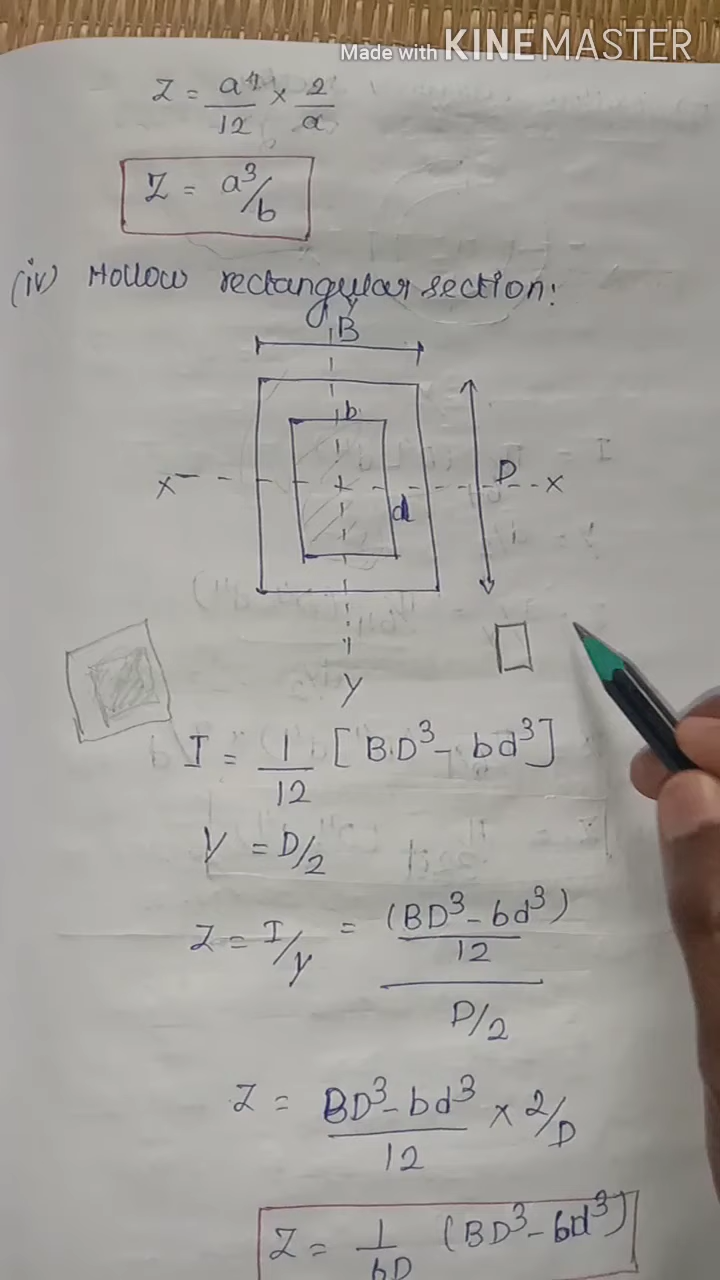 Made with KINEMASTER
Z = a⁴/12 × 2/a
Z = a³/6
(iv) Hollow rectangular section:
Y
B
b
X X
D
d
Y
I = 1/12 [BD³ - bd³]
Y = D/2
Z = I/y = (BD³ - bd³)/12 / D/2
Z = BD³ - bd³/12 × 2/D
Z = 1/6D (BD³ - bd³)